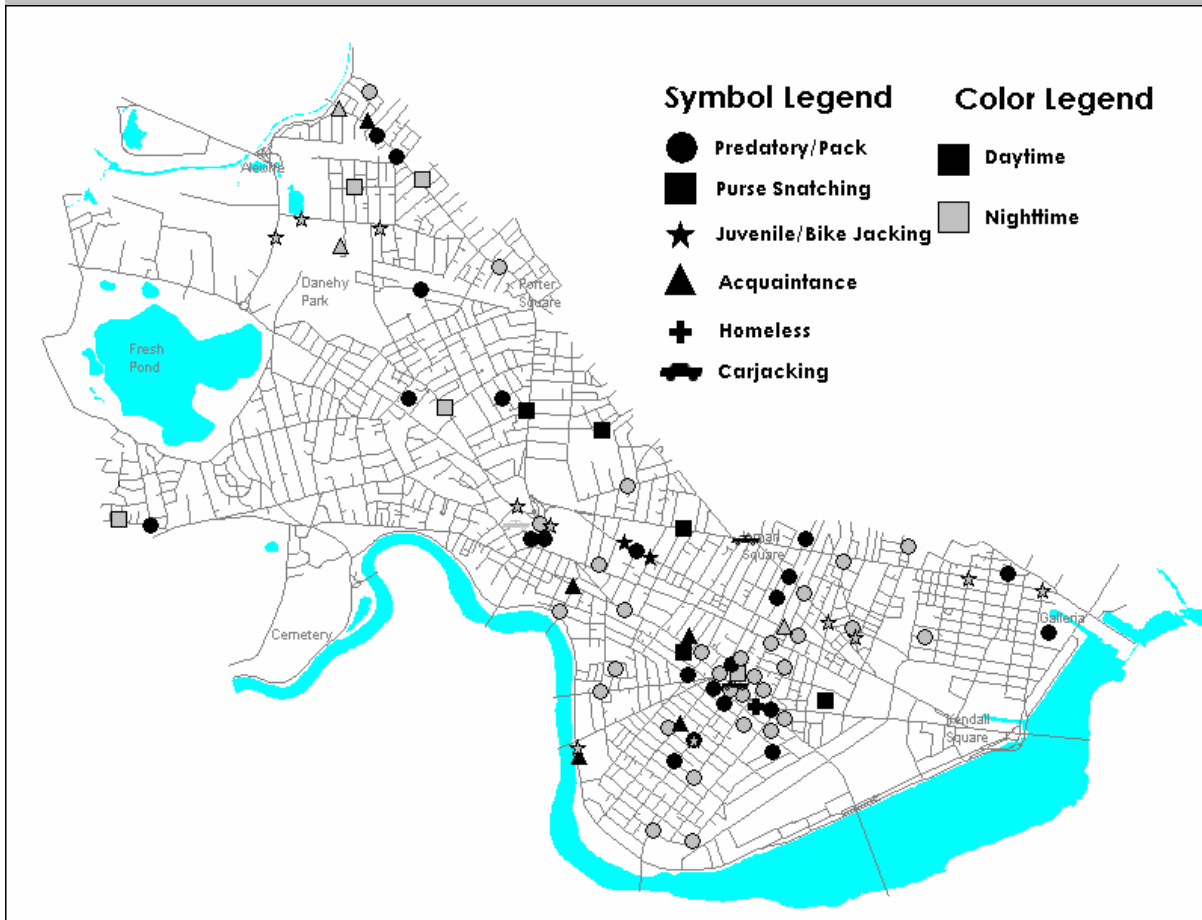 Symbol Legend
Color Legend
Predatory/Pack
Daytime
Purse Snatching
Nighttime
Juvenile/Bike Jacking
Acquaintance
Homeless
Carjacking
Alewife
Danehy
Park
Porter
Square
Fresh
Pond
Inman
Square
Cemetery
Galleria
Kendall
Square